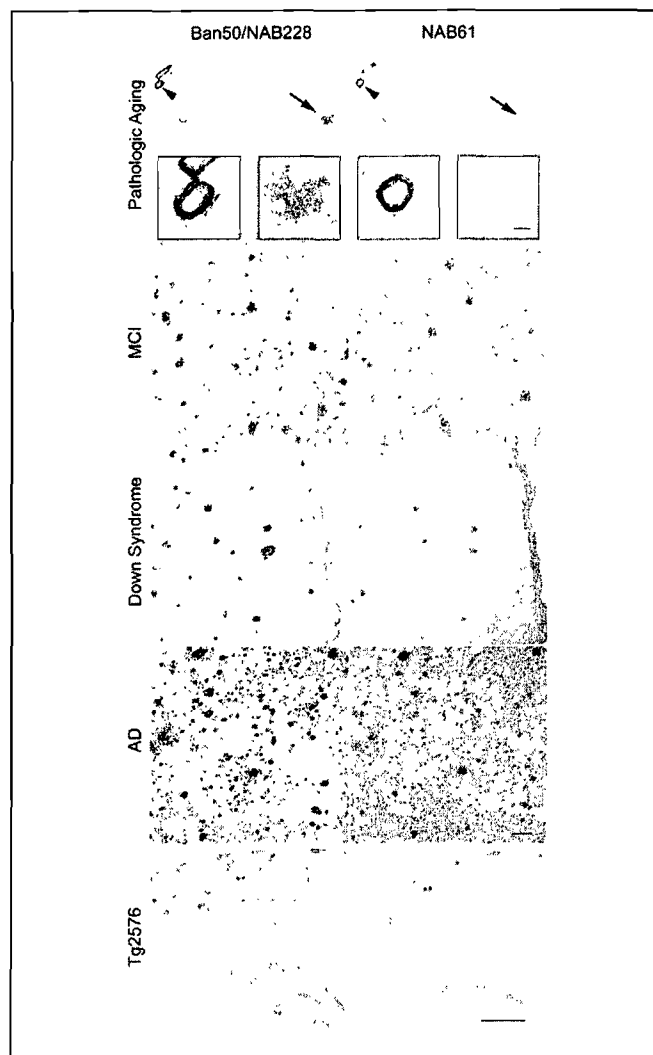 Ban50/NAB228 NAB61
Pathologic Aging
MCI
Down Syndrome
AD
Tg2576